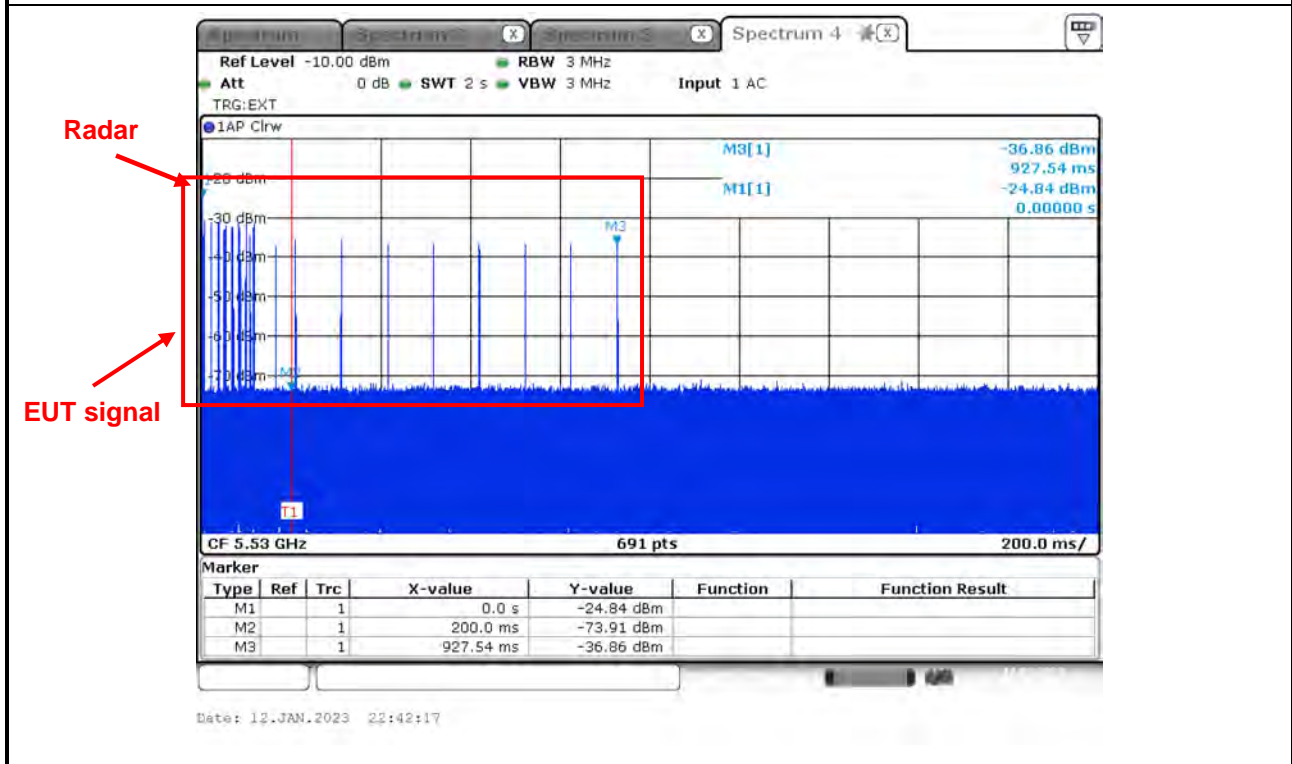 Spectrum
Spectrum 2
Spectrum 3
Spectrum 4
Ref Level -10.00 dBm RBW 3 MHz
Att 0 dB SWT 2 s VBW 3 MHz Input 1 AC
TRG:EXT
1AP Clrw
Radar
M3[1] -36.86 dBm
927.54 ms
-20 dBm
M1[1] -24.84 dBm
0.00000 s
-30 dBm
M3
-40 dBm
-50 dBm
-60 dBm
-70 dBm
M2
EUT signal
T1
CF 5.53 GHz 691 pts 200.0 ms/
Marker
Type Ref Trc X-value Y-value Function Function Result
M1 1 0.0 s -24.84 dBm
M2 1 200.0 ms -73.91 dBm
M3 1 927.54 ms -36.86 dBm
Date: 12.JAN.2023 22:42:17